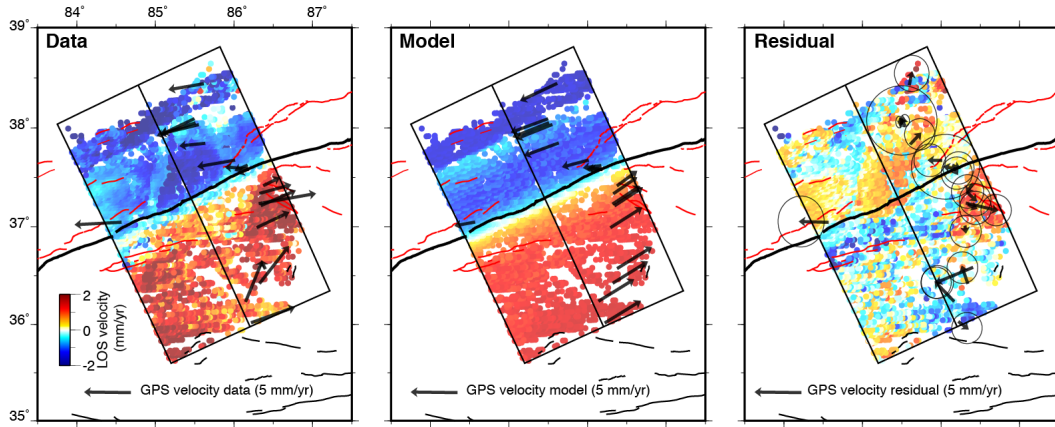 84° 85° 86° 87°
39°
38°
37°
36°
35°
Data
2
0
-2
LOS velocity
(mm/yr)
GPS velocity data (5 mm/yr)
Model
GPS velocity model (5 mm/yr)
Residual
GPS velocity residual (5 mm/yr)